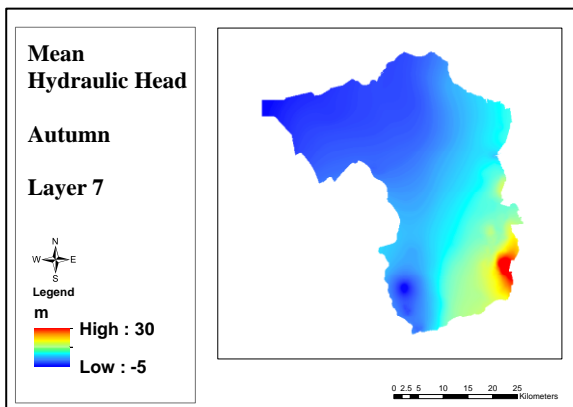 Mean
Hydraulic Head
Autumn
Layer 7
N
W E
S
Legend
m
High : 30
Low : -5
0 2.5 5 10 15 20 25
Kilometers